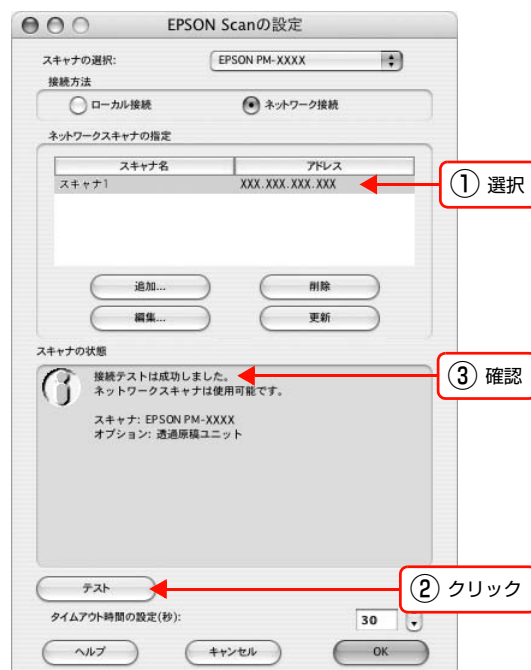 EPSON Scanの設定
スキャナの選択: EPSON PM-XXXX
接続方法
ローカル接続 ネットワーク接続
ネットワークスキャナの指定
スキャナ名 アドレス
スキャナ1 XXX.XXX.XXX.XXX
① 選択
追加... 削除
編集... 更新
スキャナの状態
接続テストは成功しました。
ネットワークスキャナは使用可能です。
③ 確認
スキャナ: EPSON PM-XXXX
オプション: 透過原稿ユニット
テスト
② クリック
タイムアウト時間の設定(秒): 30
ヘルプ キャンセル OK